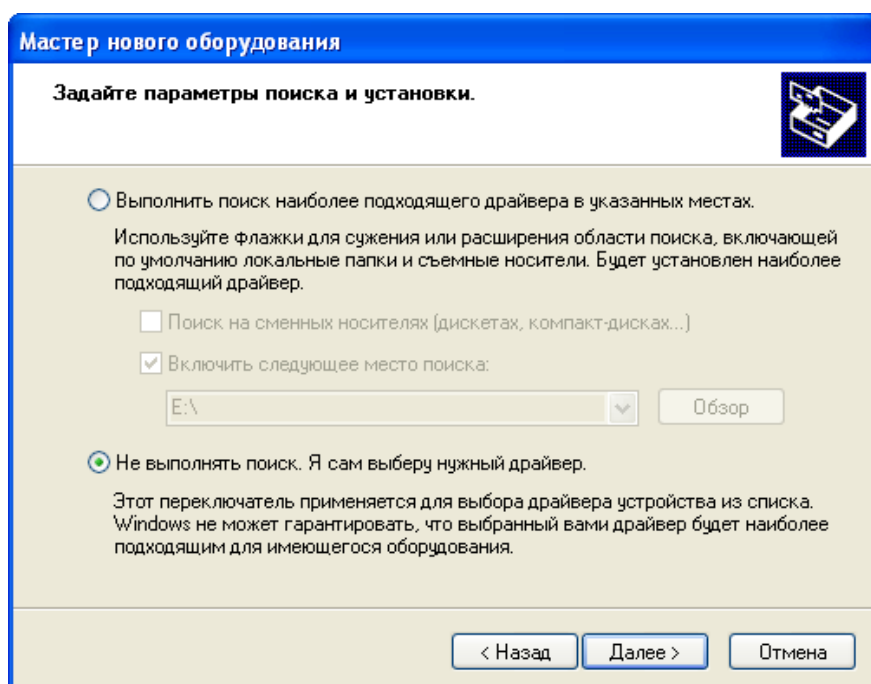 Мастер нового оборудования
Задайте параметры поиска и установки.
Выполнить поиск наиболее подходящего драйвера в указанных местах.
Используйте флажки для сужения или расширения области поиска, включающей
по умолчанию локальные папки и съемные носители. Будет установлен наиболее
подходящий драйвер.
Поиск на сменных носителях (дискетах, компакт-дисках...)
Включить следующее место поиска:
E:\
Обзор
Не выполнять поиск. Я сам выберу нужный драйвер.
Этот переключатель применяется для выбора драйвера устройства из списка.
Windows не может гарантировать, что выбранный вами драйвер будет наиболее
подходящим для имеющегося оборудования.
< Назад
Далее >
Отмена